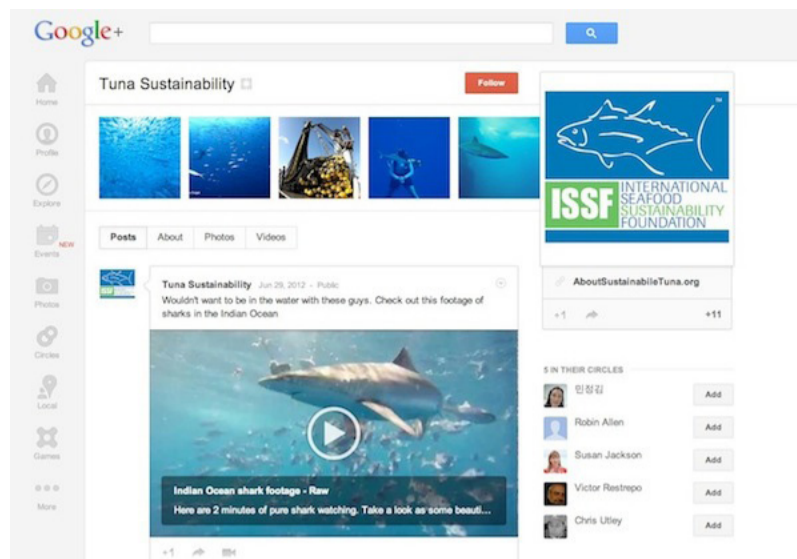 Google+
Home
Profile
Explore
Events
NEW
Photos
Circles
Local
Games
More
Tuna Sustainability
Follow
Posts
About
Photos
Videos
Tuna Sustainability Jun 29, 2012 - Public
Wouldn't want to be in the water with these guys. Check out this footage of
sharks in the Indian Ocean
Indian Ocean shark footage - Raw
Here are 2 minutes of pure shark watching. Take a look as some beauti...
+1
TM
ISSF
INTERNATIONAL
SEAFOOD
SUSTAINABILITY
FOUNDATION
AboutSustainabileTuna.org
+1
+11
5 IN THEIR CIRCLES
민정김
Add
Robin Allen
Add
Susan Jackson
Add
Victor Restrepo
Add
Chris Utley
Add